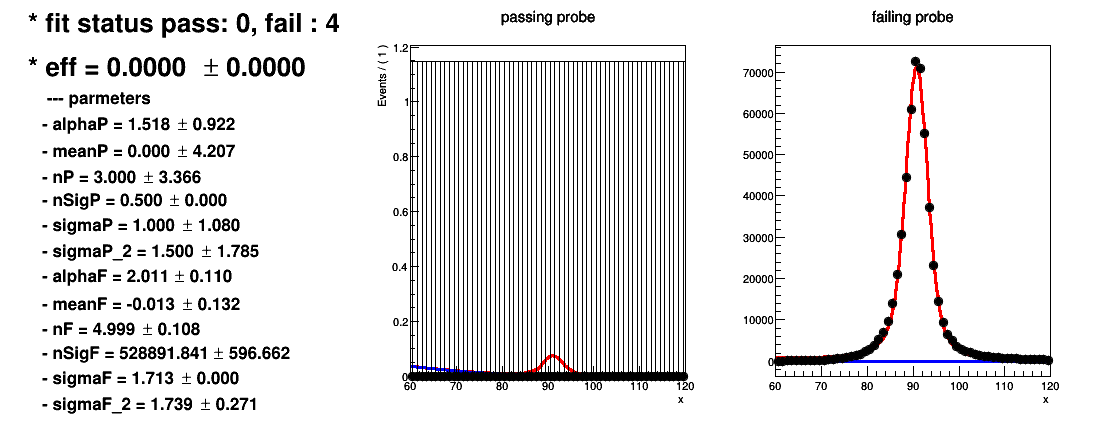 * fit status pass: 0, fail : 4
* eff = 0.0000 ± 0.0000
--- parmeters
- alphaP = 1.518 ± 0.922
- meanP = 0.000 ± 4.207
- nP = 3.000 ± 3.366
- nSigP = 0.500 ± 0.000
- sigmaP = 1.000 ± 1.080
- sigmaP_2 = 1.500 ± 1.785
- alphaF = 2.011 ± 0.110
- meanF = -0.013 ± 0.132
- nF = 4.999 ± 0.108
- nSigF = 528891.841 ± 596.662
- sigmaF = 1.713 ± 0.000
- sigmaF_2 = 1.739 ± 0.271
passing probe
Events / ( 1 )
1.2
1
0.8
0.6
0.4
0.2
0
60 70 80 90 100 110 120
x
failing probe
70000
60000
50000
40000
30000
20000
10000
0
60 70 80 90 100 110 120
x